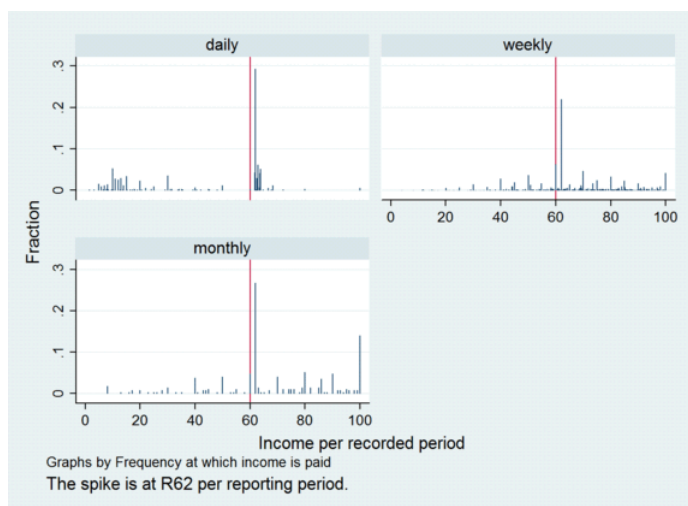 daily
weekly
.3
.2
.1
0
0 20 40 60 80 100
monthly
Fraction
.3
.2
.1
0
0 20 40 60 80 100
Income per recorded period
Graphs by Frequency at which income is paid
The spike is at R62 per reporting period.